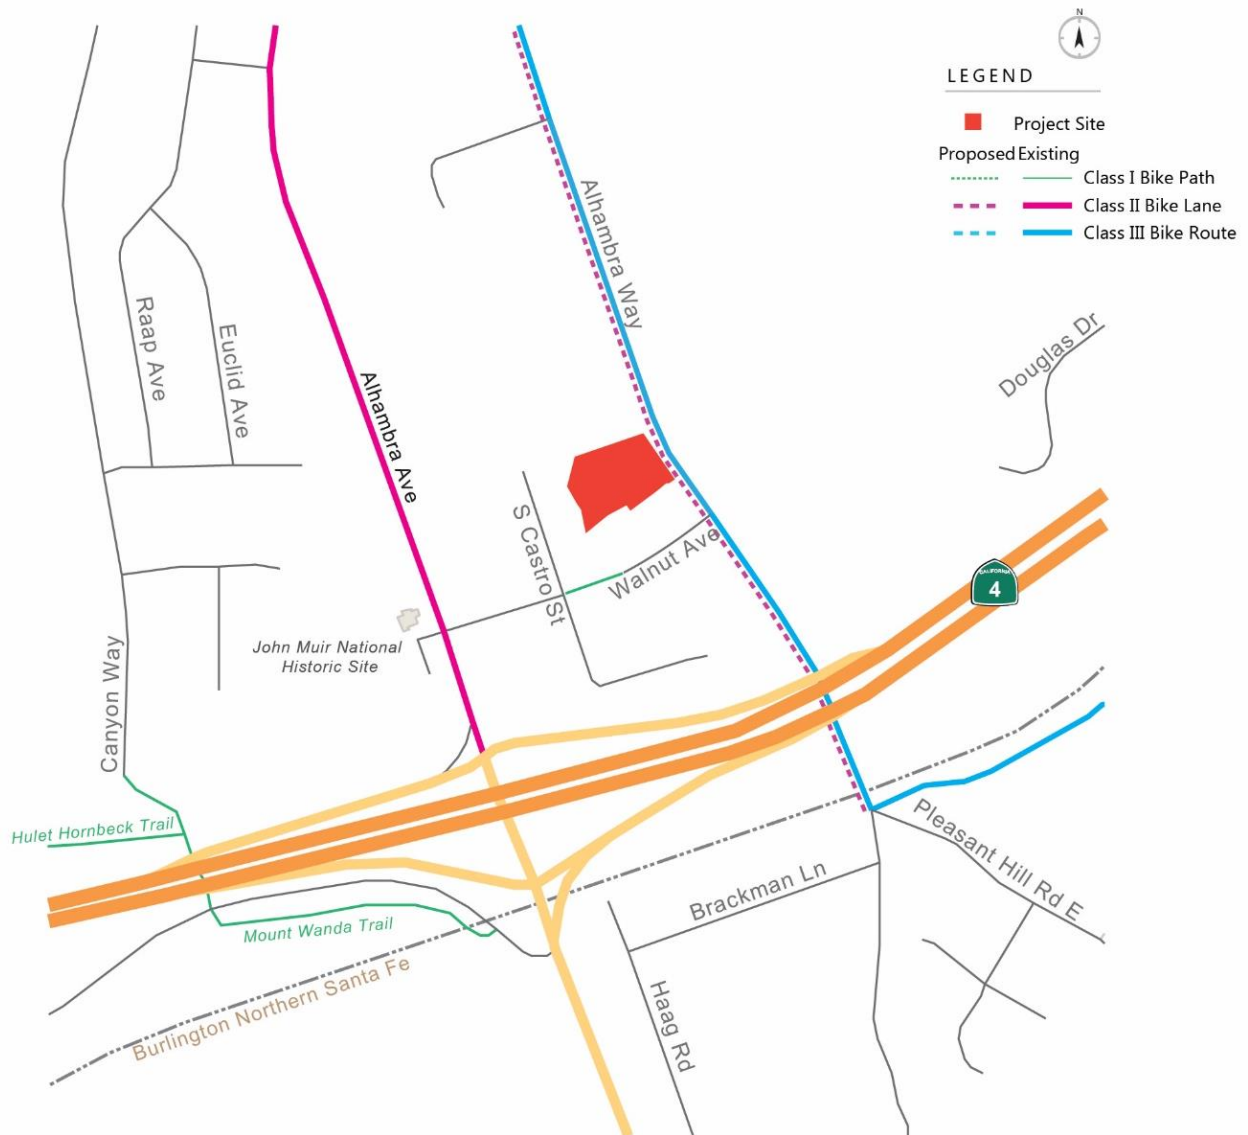 N
LEGEND
Project Site
Proposed Existing
Class I Bike Path
Class II Bike Lane
Class III Bike Route
Alhambra Way
Raap Ave
Euclid Ave
Douglas Dr
Alhambra Ave
S Castro St
Walnut Ave
CALIFORNIA
4
John Muir National
Historic Site
Canyon Way
Hulet Hornbeck Trail
Pleasant Hill Rd E
Brackman Ln
Mount Wanda Trail
Burlington Northern Santa Fe
Haag Rd